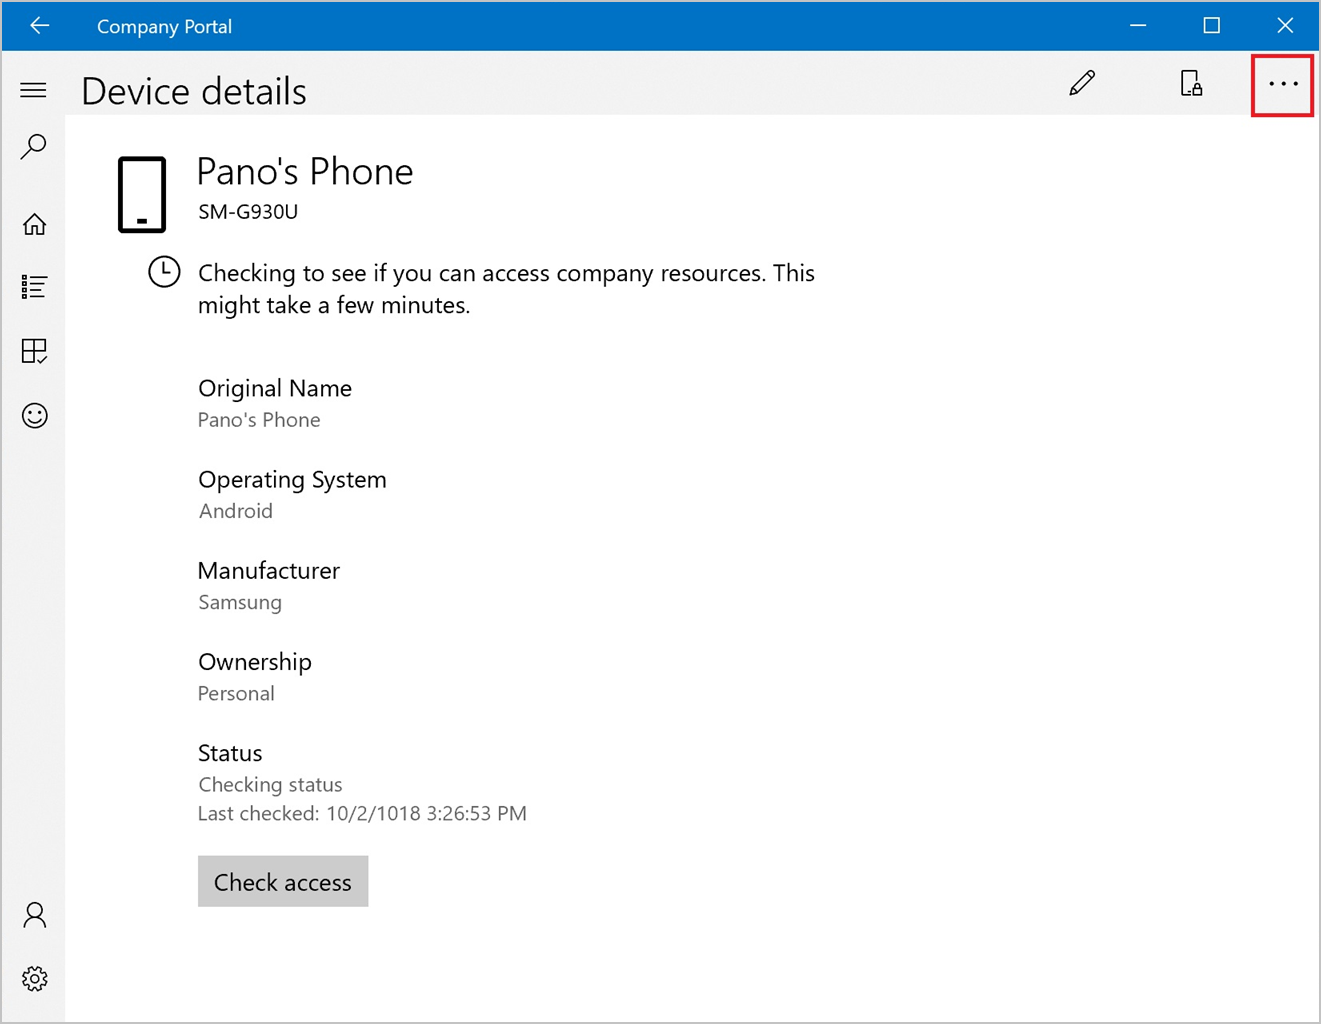 Company Portal
Device details
Pano's Phone
SM-G930U
Checking to see if you can access company resources. This
might take a few minutes.
Original Name
Pano's Phone
Operating System
Android
Manufacturer
Samsung
Ownership
Personal
Status
Checking status
Last checked: 10/2/1018 3:26:53 PM
Check access